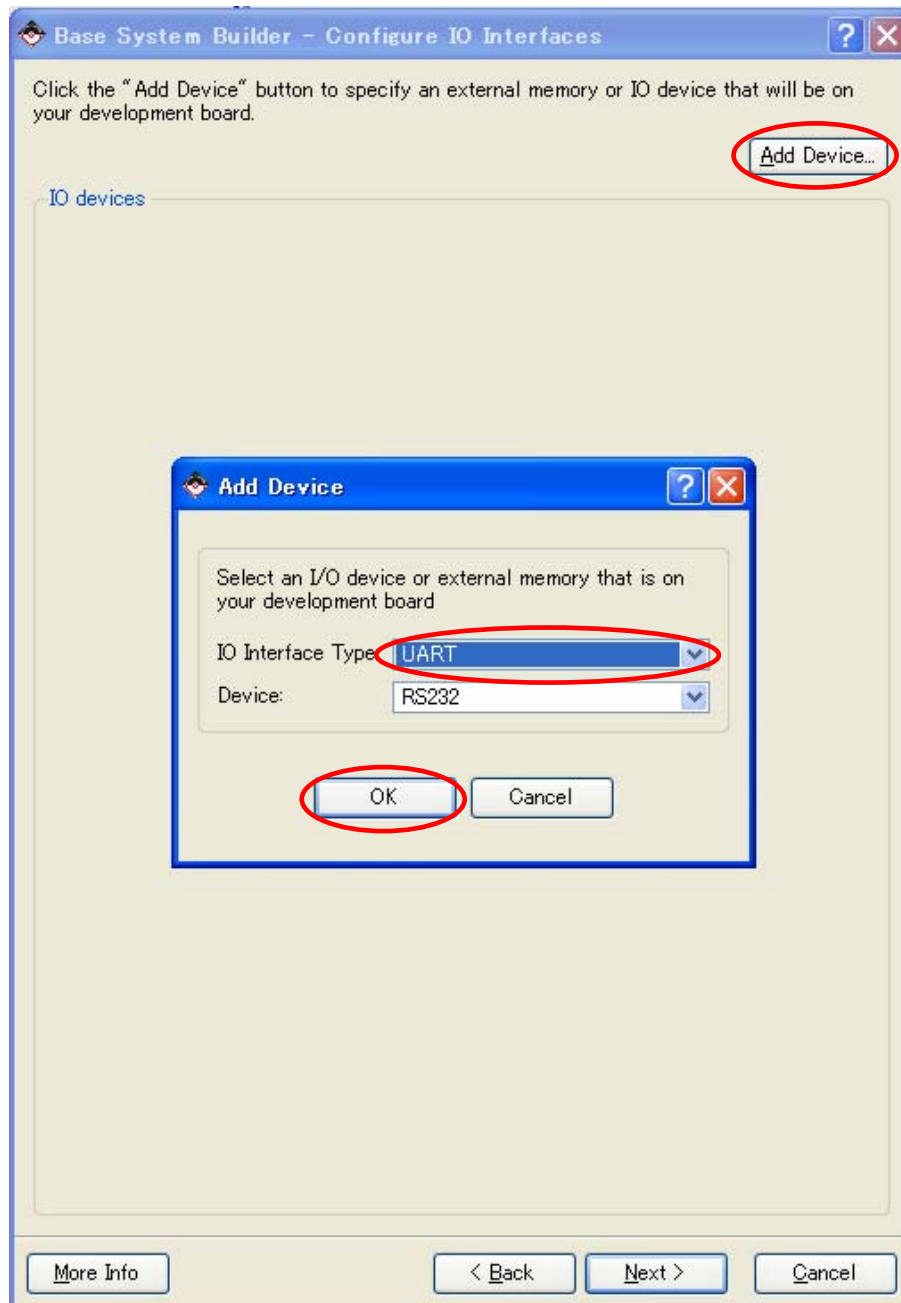 Base System Builder - Configure IO Interfaces
Click the "Add Device" button to specify an external memory or IO device that will be on
your development board.
Add Device...
IO devices
Add Device
Select an I/O device or external memory that is on
your development board
IO Interface Type
UART
Device:
RS232
OK
Cancel
More Info
< Back
Next >
Cancel